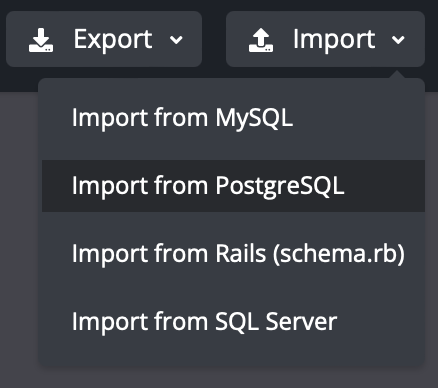 Export
Import
Import from MySQL
Import from PostgreSQL
Import from Rails (schema.rb)
Import from SQL Server